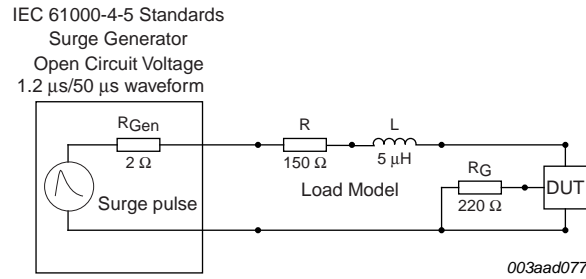 IEC 61000-4-5 Standards
Surge Generator
Open Circuit Voltage
1.2 μs/50 μs waveform
RGen
2 Ω
Surge pulse
R
150 Ω
L
5 μH
Load Model
RG
220 Ω
DUT
003aad077